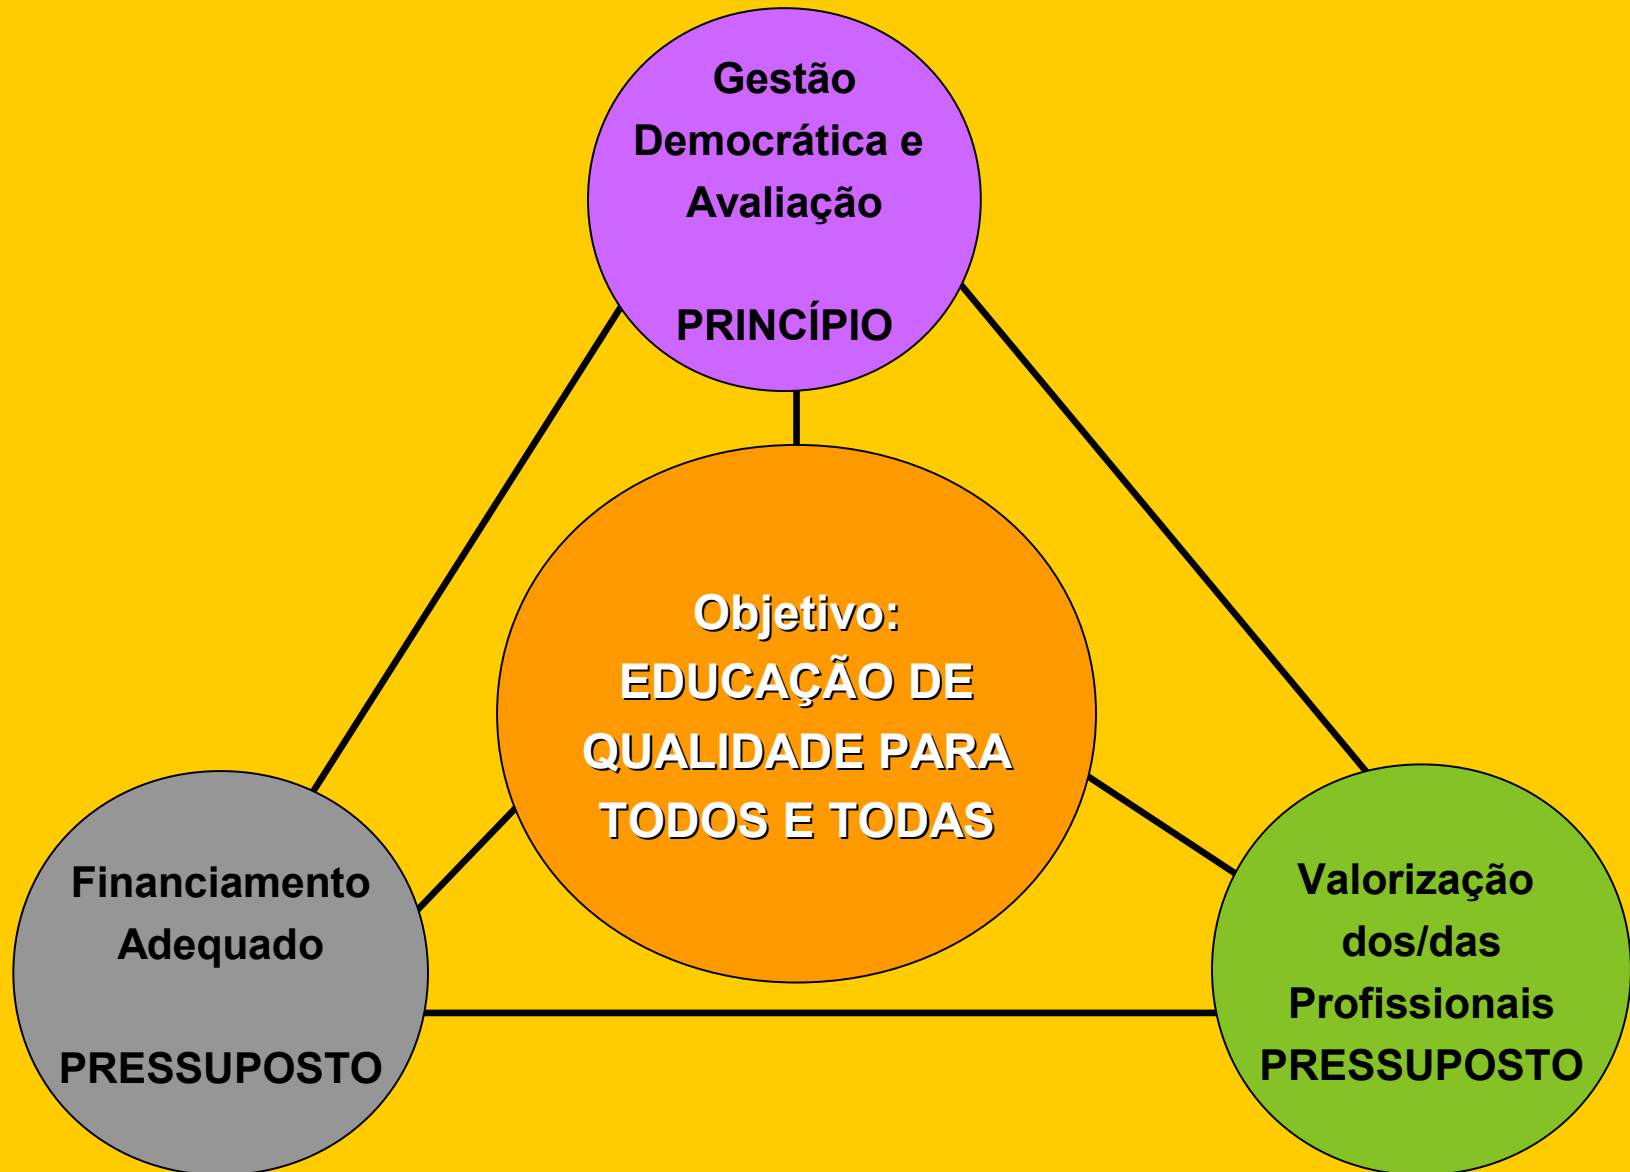 Gestão
Democrática e
Avaliação
PRINCÍPIO
Objetivo:
EDUCAÇÃO DE
QUALIDADE PARA
TODOS E TODAS
Financiamento
Adequado
PRESSUPOSTO
Valorização
dos/das
Profissionais
PRESSUPOSTO